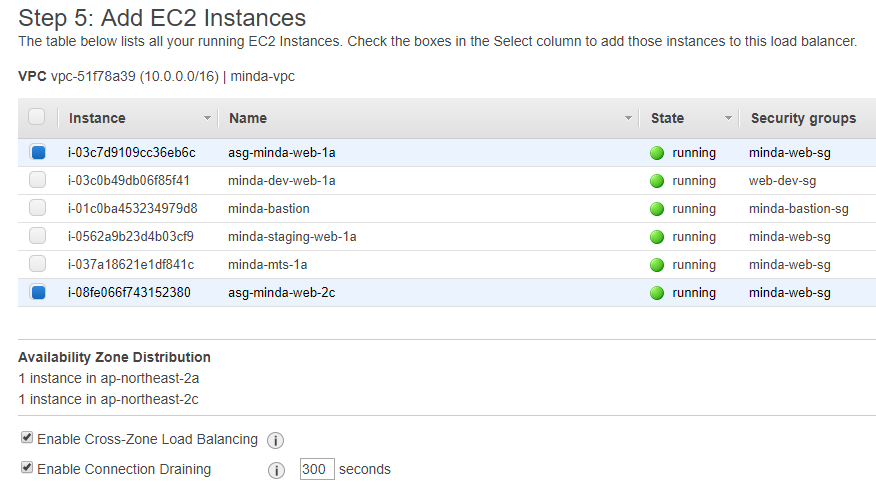 Step 5: Add EC2 Instances
The table below lists all your running EC2 Instances. Check the boxes in the Select column to add those instances to this load balancer.
VPC vpc-51f78a39 (10.0.0.0/16) | minda-vpc
Instance Name State Security groups
i-03c7d9109cc36eb6c asg-minda-web-1a running minda-web-sg
i-03c0b49db06f85f41 minda-dev-web-1a running web-dev-sg
i-01c0ba453234979d8 minda-bastion running minda-bastion-sg
i-0562a9b23d4b03cf9 minda-staging-web-1a running minda-web-sg
i-037a18621e1df841c minda-mts-1a running minda-web-sg
i-08fe066f743152380 asg-minda-web-2c running minda-web-sg
Availability Zone Distribution
1 instance in ap-northeast-2a
1 instance in ap-northeast-2c
Enable Cross-Zone Load Balancing i
Enable Connection Draining i 300 seconds